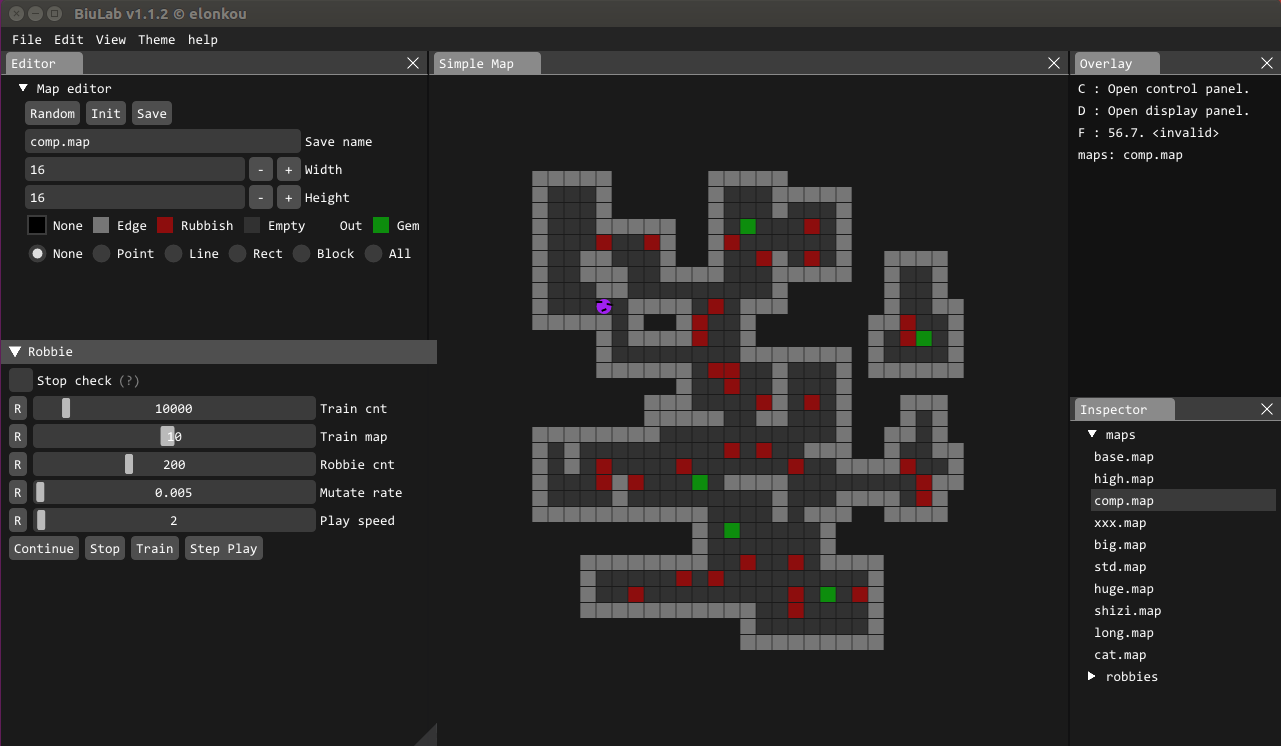 BiuLab v1.1.2 © elonkou
File Edit View Theme help
Editor
Map editor
Random Init Save
comp.map Save name
16 - + Width
16 - + Height
None Edge Rubbish Empty Out Gem
None Point Line Rect Block All
Robbie
Stop check (?)
R 10000 Train cnt
R 10 Train map
R 200 Robbie cnt
R 0.005 Mutate rate
R 2 Play speed
Continue Stop Train Step Play
Simple Map
Overlay
C : Open control panel.
D : Open display panel.
F : 56.7. <invalid>
maps: comp.map
Inspector
maps
base.map
high.map
comp.map
xxx.map
big.map
std.map
huge.map
shizi.map
long.map
cat.map
robbies